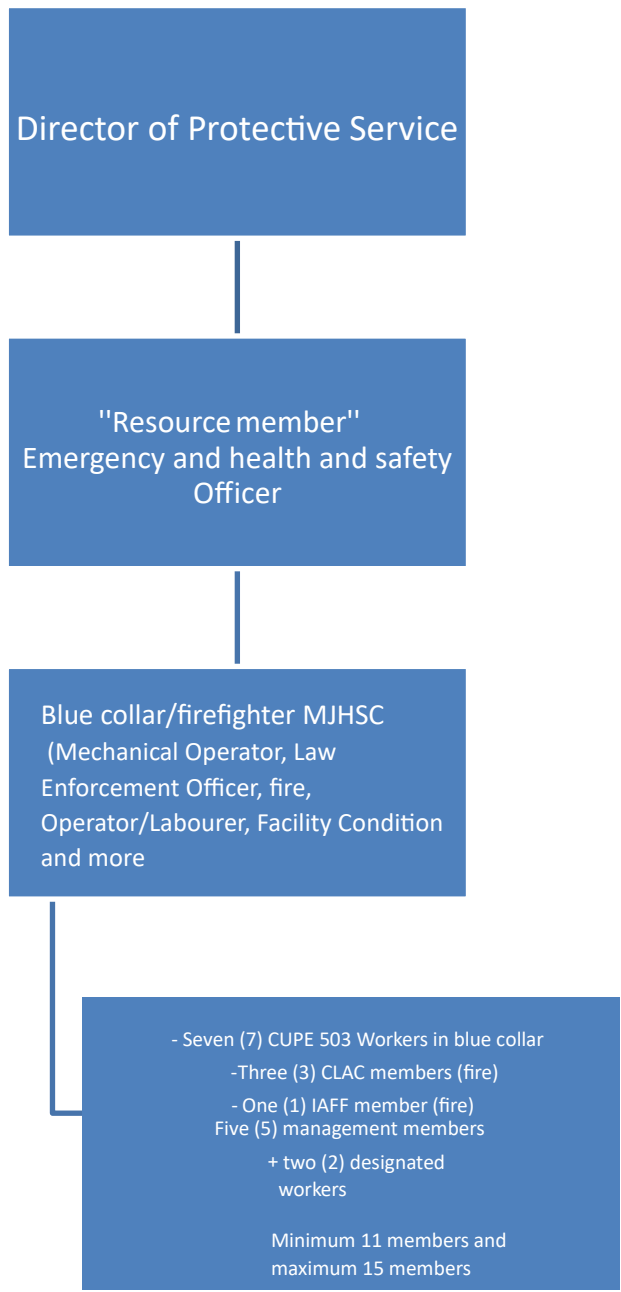 Director of Protective Service
"Resource member"
Emergency and health and safety
Officer
Blue collar/firefighter MJHSC
(Mechanical Operator, Law
Enforcement Officer, fire,
Operator/Labourer, Facility Condition
and more
- Seven (7) CUPE 503 Workers in blue collar
-Three (3) CLAC members (fire)
- One (1) IAFF member (fire)
Five (5) management members
+ two (2) designated
workers
Minimum 11 members and
maximum 15 members